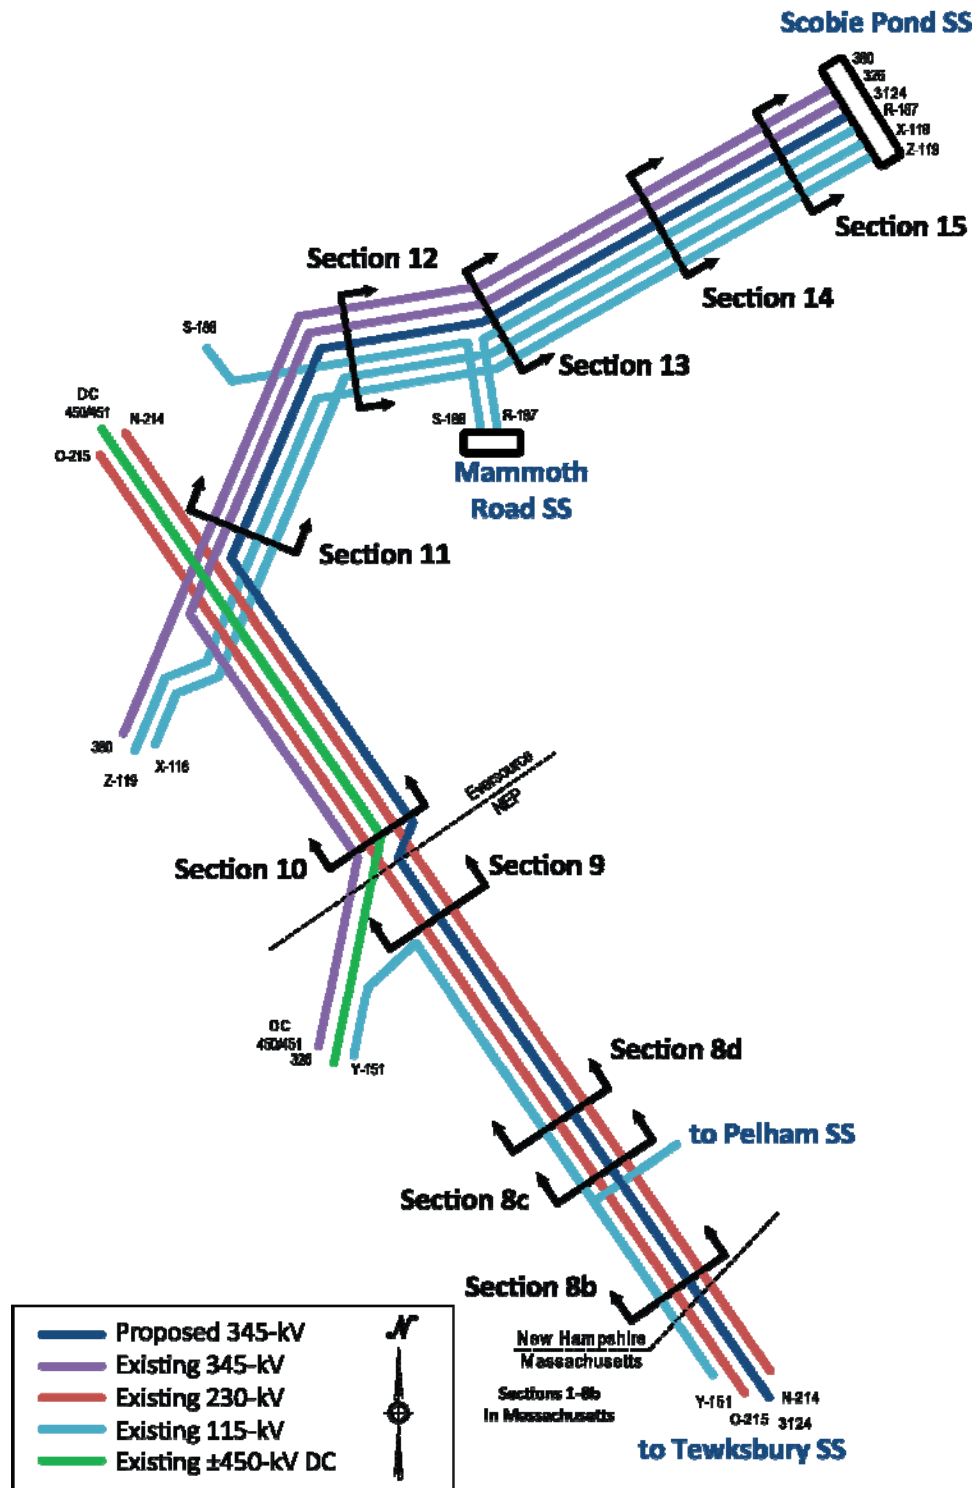 Scobie Pond SS
380
326
3124
R-187
X-116
Z-119
Section 15
Section 14
Section 12
Section 13
S-188
S-188
R-187
Mammoth
Road SS
DC
450/451
N-214
O-215
Section 11
380
Z-119
X-116
Eversource
NEP
Section 10
Section 9
DC
450/451
326
Y-151
Section 8d
to Pelham SS
Section 8c
Section 8b
New Hampshire
Massachusetts
Sections 1-8b
in Massachusetts
Y-151
O-215
N-214
3124
to Tewksbury SS
Proposed 345-kV
Existing 345-kV
Existing 230-kV
Existing 115-kV
Existing ±450-kV DC
N